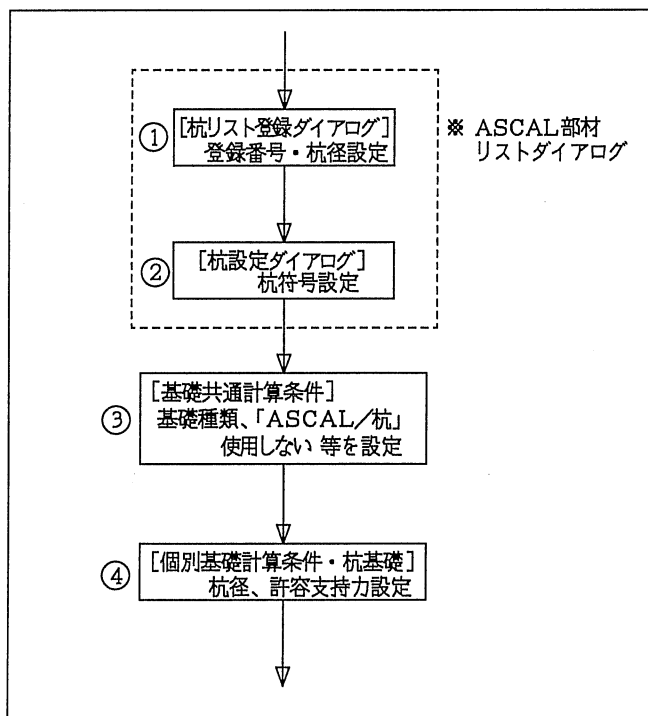 ① [杭リスト登録ダイアログ]
登録番号・杭径設定
※ ASCAL部材
リストダイアログ
② [杭設定ダイアログ]
杭符号設定
③ [基礎共通計算条件]
基礎種類、「ASCAL／杭」
使用しない 等を設定
④ [個別基礎計算条件・杭基礎]
杭径、許容支持力設定